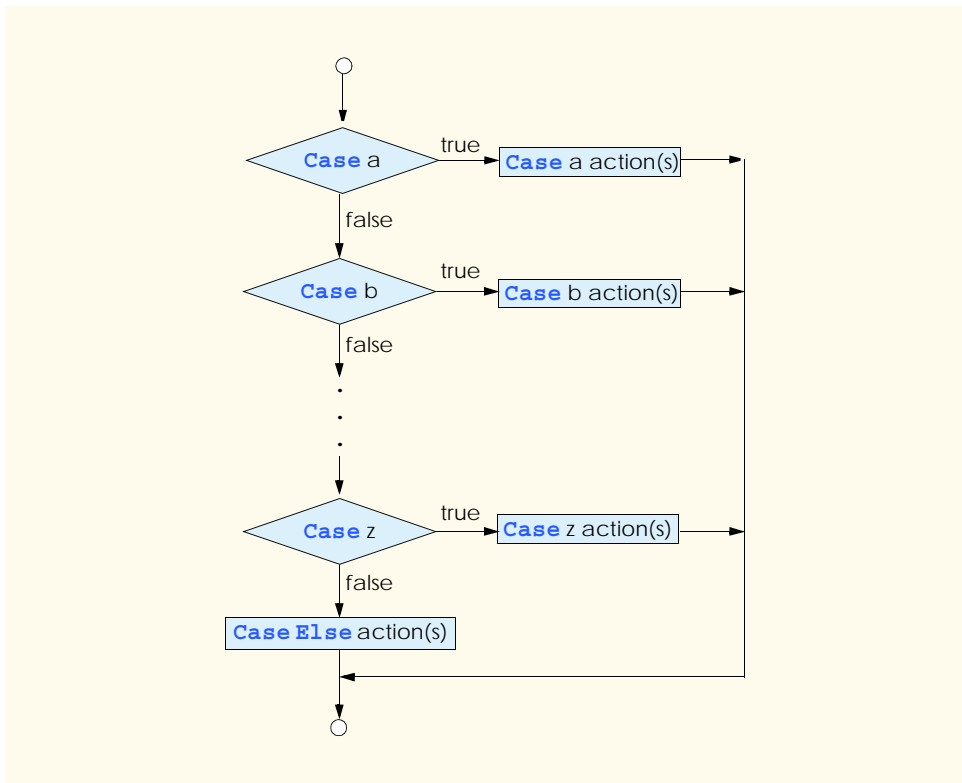 true
Case a
Case a action(s)
false
true
Case b
Case b action(s)
false
true
Case z
Case z action(s)
false
Case Else action(s)